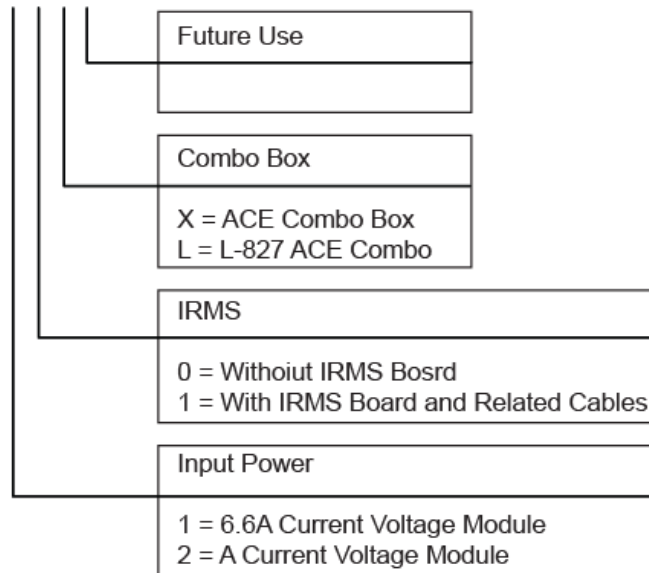 Future Use
Combo Box
X = ACE Combo Box
L = L-827 ACE Combo
IRMS
0 = Withoiut IRMS Bosrd
1 = With IRMS Board and Related Cables
Input Power
1 = 6.6A Current Voltage Module
2 = A Current Voltage Module